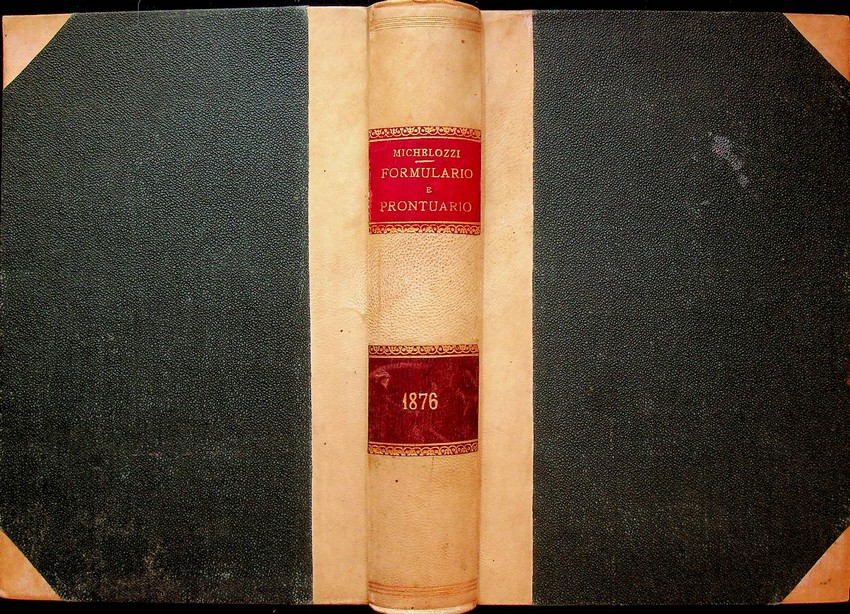 MICHELOZZI
FORMULARIO
E
PRONTUARIO
1876